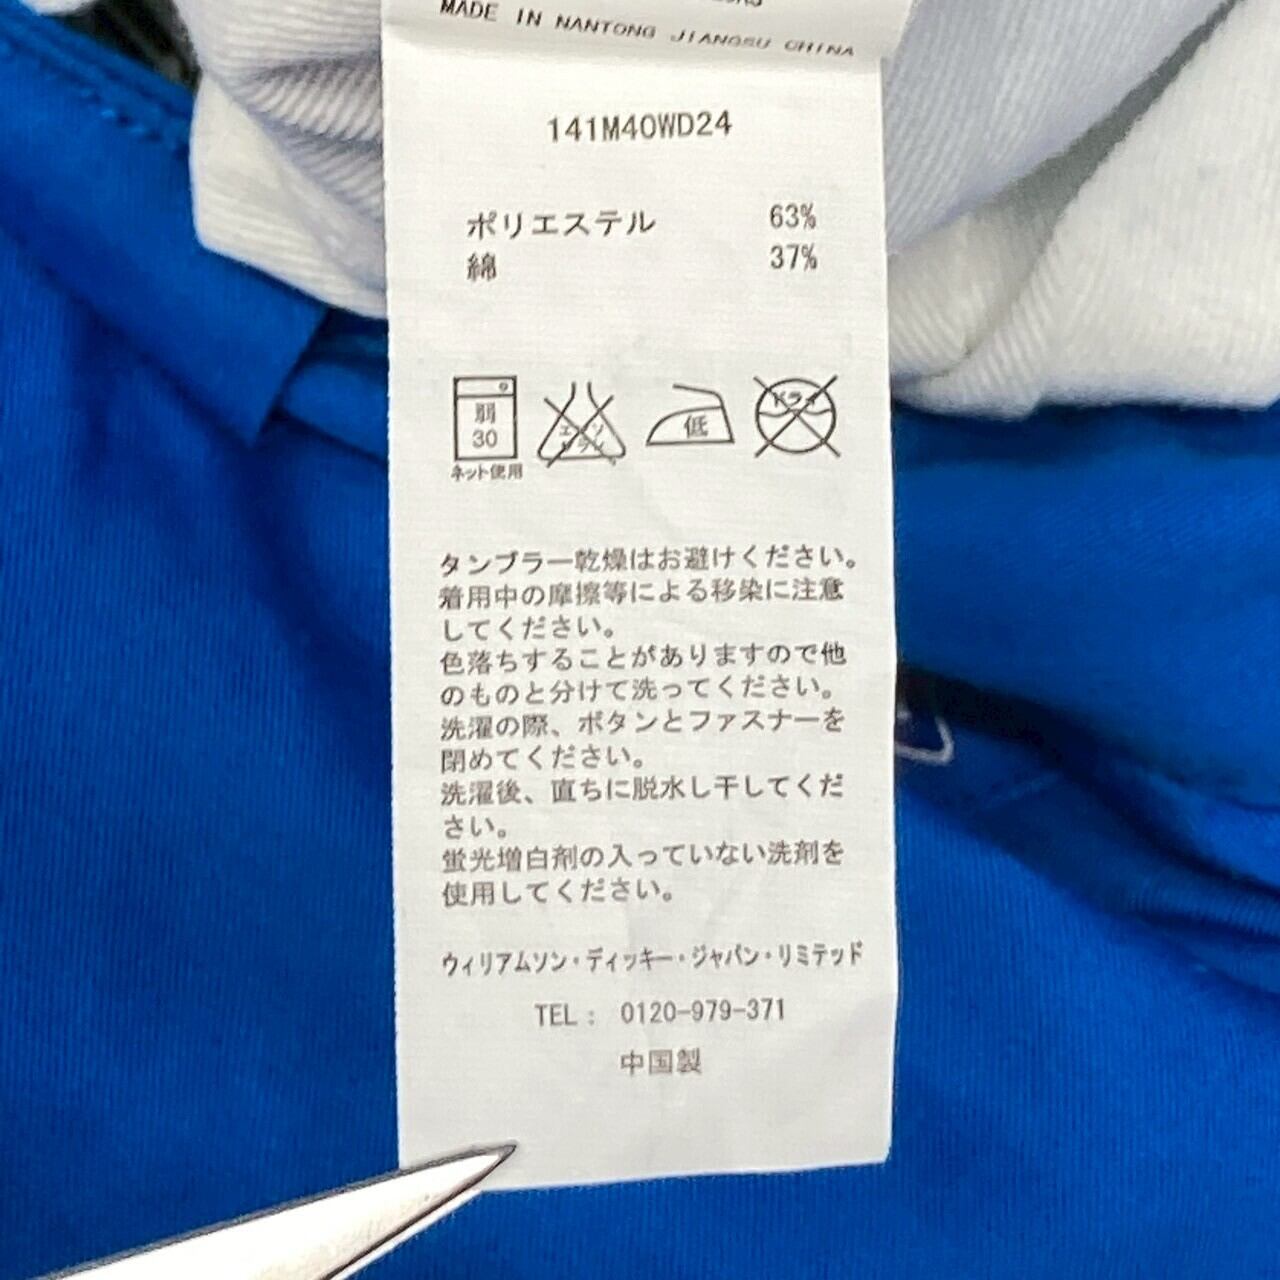 MADE IN NANTONG JIANGSU CHINA
141M40WD24
ポリエステル 63%
綿 37%
弱
30
ネット使用
エンソ
サラシ
低
ドライ
タンブラー乾燥はお避けください。
着用中の摩擦等による移染に注意
してください。
色落ちすることがありますので他
のものと分けて洗ってください。
洗濯の際、ボタンとファスナーを
閉めてください。
洗濯後、直ちに脱水し干してくだ
さい。
蛍光増白剤の入っていない洗剤を
使用してください。
ウィリアムソン・ディッキー・ジャパン・リミテッド
TEL： 0120-979-371
中国製